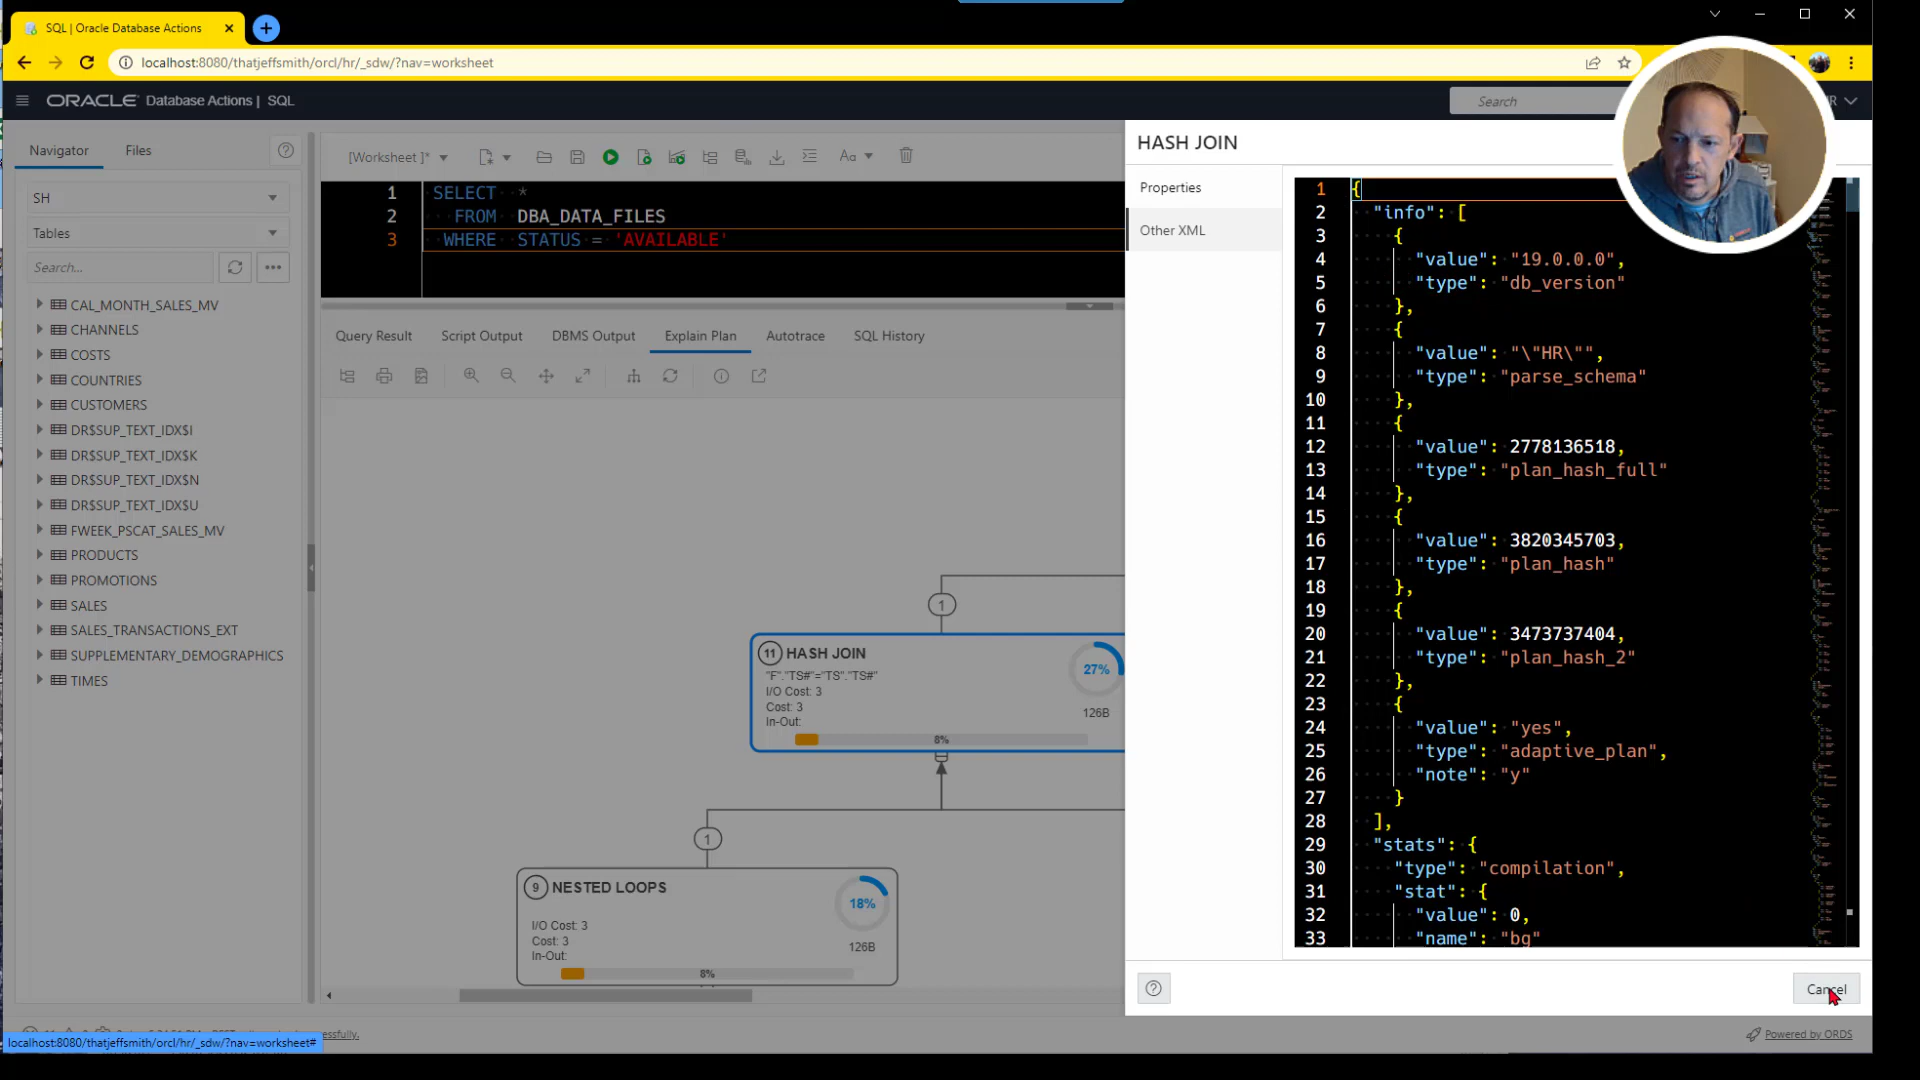 SQL | Oracle Database Actions
localhost:8080/thatjeffsmith/orcl/hr/_sdw/?nav=worksheet
ORACLE Database Actions | SQL
Search
Navigator
Files
SH
Tables
Search...
CAL_MONTH_SALES_MV
CHANNELS
COSTS
COUNTRIES
CUSTOMERS
DR$SUP_TEXT_IDX$I
DR$SUP_TEXT_IDX$K
DR$SUP_TEXT_IDX$N
DR$SUP_TEXT_IDX$U
FWEEK_PSCAT_SALES_MV
PRODUCTS
PROMOTIONS
SALES
SALES_TRANSACTIONS_EXT
SUPPLEMENTARY_DEMOGRAPHICS
TIMES
[Worksheet ]*
Aa
1 SELECT *
2 FROM DBA_DATA_FILES
3 WHERE STATUS = 'AVAILABLE'
Query Result
Script Output
DBMS Output
Explain Plan
Autotrace
SQL History
1
11 HASH JOIN
"F"."TS#"="TS"."TS#"
I/O Cost: 3
Cost: 3
In-Out:
27%
126B
8%
1
9 NESTED LOOPS
I/O Cost: 3
Cost: 3
In-Out:
18%
126B
8%
HASH JOIN
Properties
Other XML
1 {
2 "info": [
3 {
4 "value": "19.0.0.0",
5 "type": "db_version"
6 },
7 {
8 "value": "\"HR\"",
9 "type": "parse_schema"
10 },
11 {
12 "value": 2778136518,
13 "type": "plan_hash_full"
14 },
15 {
16 "value": 3820345703,
17 "type": "plan_hash"
18 },
19 {
20 "value": 3473737404,
21 "type": "plan_hash_2"
22 },
23 {
24 "value": "yes",
25 "type": "adaptive_plan",
26 "note": "y"
27 }
28 ],
29 "stats": {
30 "type": "compilation",
31 "stat": {
32 "value": 0,
33 "name": "bg"
Cancel
localhost:8080/thatjeffsmith/orcl/hr/_sdw/?nav=worksheet#
Powered by ORDS